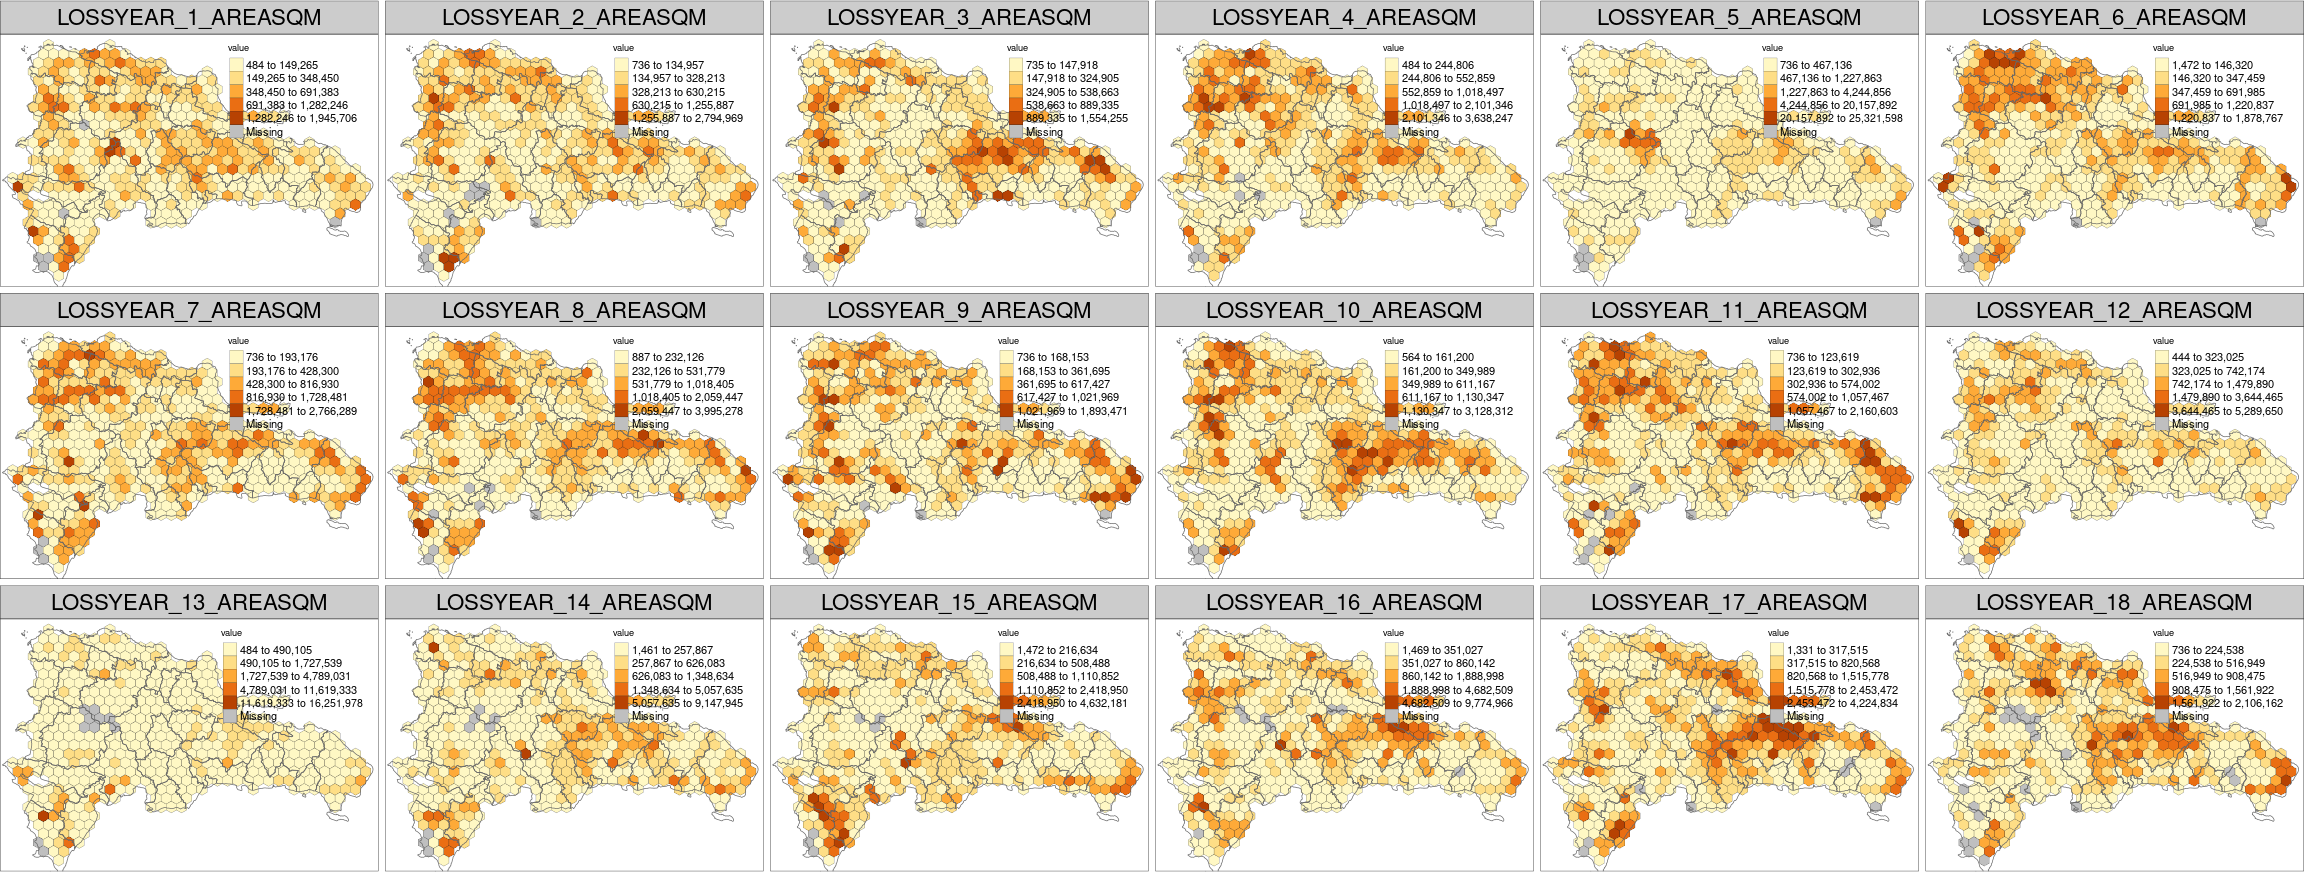 LOSSYEAR_1_AREASQM
value
484 to 149,265
149,265 to 348,450
348,450 to 691,383
691,383 to 1,282,246
1,282,246 to 1,945,706
Missing
LOSSYEAR_2_AREASQM
value
736 to 134,957
134,957 to 328,213
328,213 to 630,215
630,215 to 1,255,887
1,255,887 to 2,794,969
Missing
LOSSYEAR_3_AREASQM
value
735 to 147,918
147,918 to 324,905
324,905 to 538,663
538,663 to 889,335
889,335 to 1,554,255
Missing
LOSSYEAR_4_AREASQM
value
484 to 244,806
244,806 to 552,859
552,859 to 1,018,497
1,018,497 to 2,101,346
2,101,346 to 3,638,247
Missing
LOSSYEAR_5_AREASQM
value
736 to 467,136
467,136 to 1,227,863
1,227,863 to 4,244,856
4,244,856 to 20,157,892
20,157,892 to 25,321,598
Missing
LOSSYEAR_6_AREASQM
value
1,472 to 146,320
146,320 to 347,459
347,459 to 691,985
691,985 to 1,220,837
1,220,837 to 1,878,767
Missing
LOSSYEAR_7_AREASQM
value
736 to 193,176
193,176 to 428,300
428,300 to 816,930
816,930 to 1,728,481
1,728,481 to 2,766,289
Missing
LOSSYEAR_8_AREASQM
value
887 to 232,126
232,126 to 531,779
531,779 to 1,018,405
1,018,405 to 2,059,447
2,059,447 to 3,995,278
Missing
LOSSYEAR_9_AREASQM
value
736 to 168,153
168,153 to 361,695
361,695 to 617,427
617,427 to 1,021,969
1,021,969 to 1,893,471
Missing
LOSSYEAR_10_AREASQM
value
564 to 161,200
161,200 to 349,989
349,989 to 611,167
611,167 to 1,130,347
1,130,347 to 3,128,312
Missing
LOSSYEAR_11_AREASQM
value
736 to 123,619
123,619 to 302,936
302,936 to 574,002
574,002 to 1,057,467
1,057,467 to 2,160,603
Missing
LOSSYEAR_12_AREASQM
value
444 to 323,025
323,025 to 742,174
742,174 to 1,479,890
1,479,890 to 3,644,465
3,644,465 to 5,289,650
Missing
LOSSYEAR_13_AREASQM
value
484 to 490,105
490,105 to 1,727,539
1,727,539 to 4,789,031
4,789,031 to 11,619,333
11,619,333 to 16,251,978
Missing
LOSSYEAR_14_AREASQM
value
1,461 to 257,867
257,867 to 626,083
626,083 to 1,348,634
1,348,634 to 5,057,635
5,057,635 to 9,147,945
Missing
LOSSYEAR_15_AREASQM
value
1,472 to 216,634
216,634 to 508,488
508,488 to 1,110,852
1,110,852 to 2,418,950
2,418,950 to 4,632,181
Missing
LOSSYEAR_16_AREASQM
value
1,469 to 351,027
351,027 to 860,142
860,142 to 1,888,998
1,888,998 to 4,682,509
4,682,509 to 9,774,966
Missing
LOSSYEAR_17_AREASQM
value
1,331 to 317,515
317,515 to 820,568
820,568 to 1,515,778
1,515,778 to 2,453,472
2,453,472 to 4,224,834
Missing
LOSSYEAR_18_AREASQM
value
736 to 224,538
224,538 to 516,949
516,949 to 908,475
908,475 to 1,561,922
1,561,922 to 2,106,162
Missing